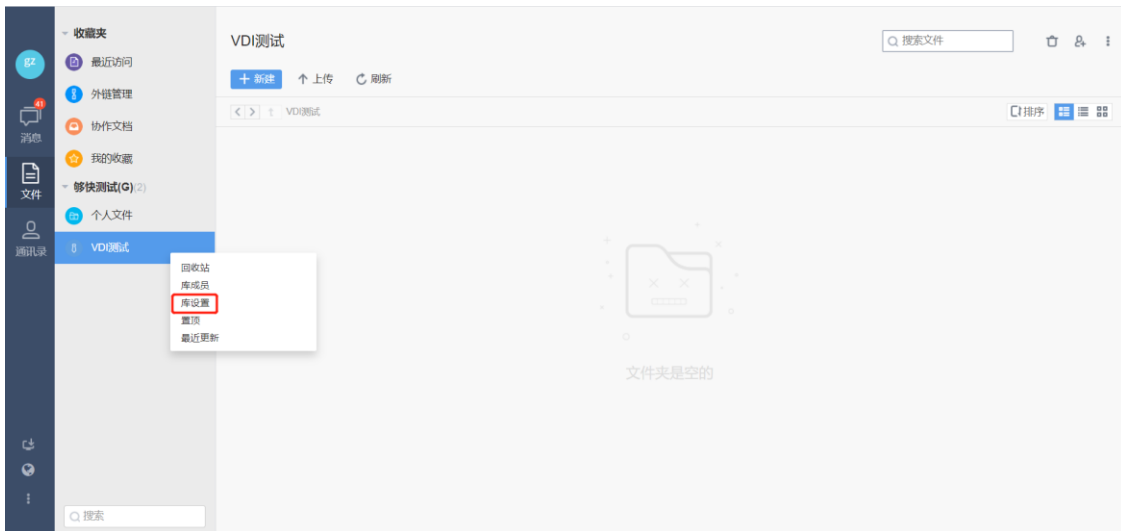 gz
41
消息
文件
通讯录
收藏夹
最近访问
外链管理
协作文档
我的收藏
够快测试(G)(2)
个人文件
VDI测试
搜索
VDI测试
搜索文件
新建
上传
刷新
VDI测试
排序
回收站
库成员
库设置
置顶
最近更新
文件夹是空的